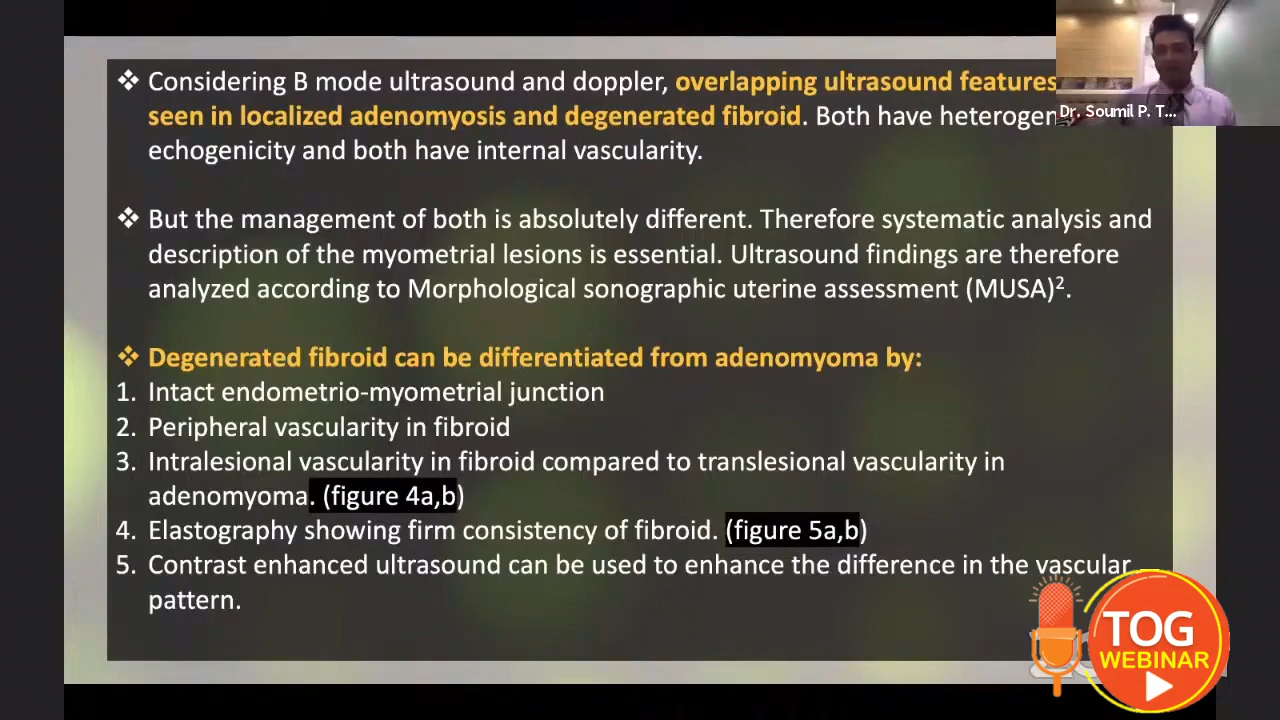 ❖ Considering B mode ultrasound and doppler, overlapping ultrasound features
seen in localized adenomyosis and degenerated fibroid. Both have
echogenicity and both have internal vascularity.
❖ But the management of both is absolutely different. Therefore systematic analysis and
description of the myometrial lesions is essential. Ultrasound findings are therefore
analyzed according to Morphological sonographic uterine assessment (MUSA)².
❖ Degenerated fibroid can be differentiated from adenomyoma by:
1. Intact endometrio-myometrial junction
2. Peripheral vascularity in fibroid
3. Intralesional vascularity in fibroid compared to translesional vascularity in
adenomyoma. (figure 4a,b)
4. Elastography showing firm consistency of fibroid. (figure 5a,b)
5. Contrast enhanced ultrasound can be used to enhance the difference in the vascular
pattern.
Dr. Soumil P. T...
TOG
WEBINAR